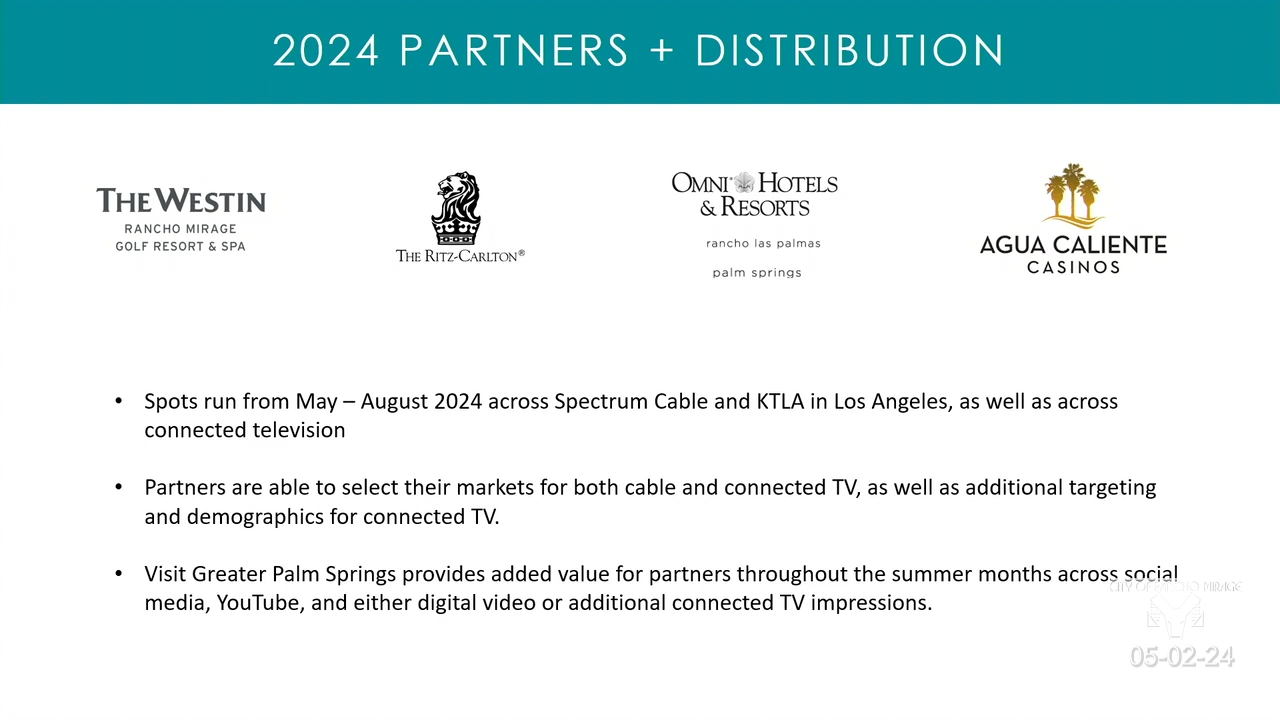 2024 PARTNERS + DISTRIBUTION
THE WESTIN
RANCHO MIRAGE
GOLF RESORT & SPA
THE RITZ-CARLTON®
OMNI HOTELS
& RESORTS
rancho las palmas
palm springs
AGUA CALIENTE
CASINOS
• Spots run from May – August 2024 across Spectrum Cable and KTLA in Los Angeles, as well as across
connected television
• Partners are able to select their markets for both cable and connected TV, as well as additional targeting
and demographics for connected TV.
• Visit Greater Palm Springs provides added value for partners throughout the summer months across social
media, YouTube, and either digital video or additional connected TV impressions.
CITY OF RANCHO MIRAGE
05-02-24